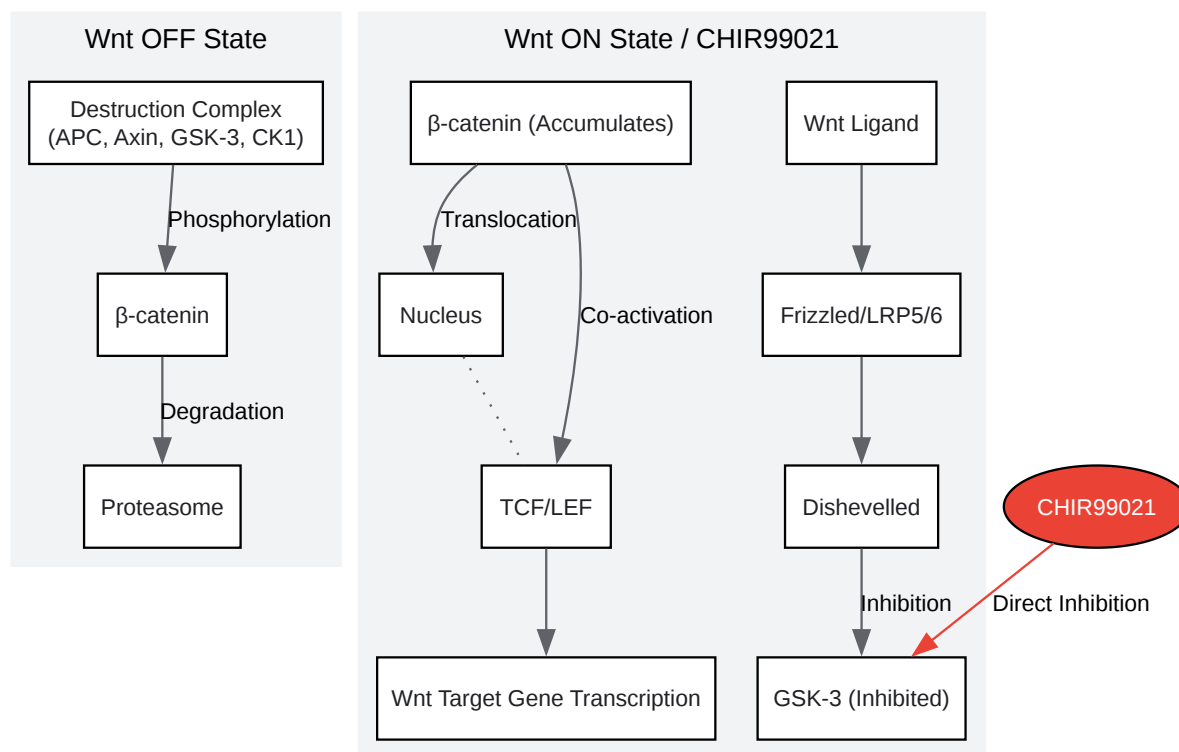 Wnt OFF State
Destruction Complex
(APC, Axin, GSK-3, CK1)
Phosphorylation
β-catenin
Degradation
Proteasome
Wnt ON State / CHIR99021
β-catenin (Accumulates)
Wnt Ligand
Translocation
Nucleus
Co-activation
Frizzled/LRP5/6
TCF/LEF
Dishevelled
CHIR99021
Inhibition
Direct Inhibition
Wnt Target Gene Transcription
GSK-3 (Inhibited)